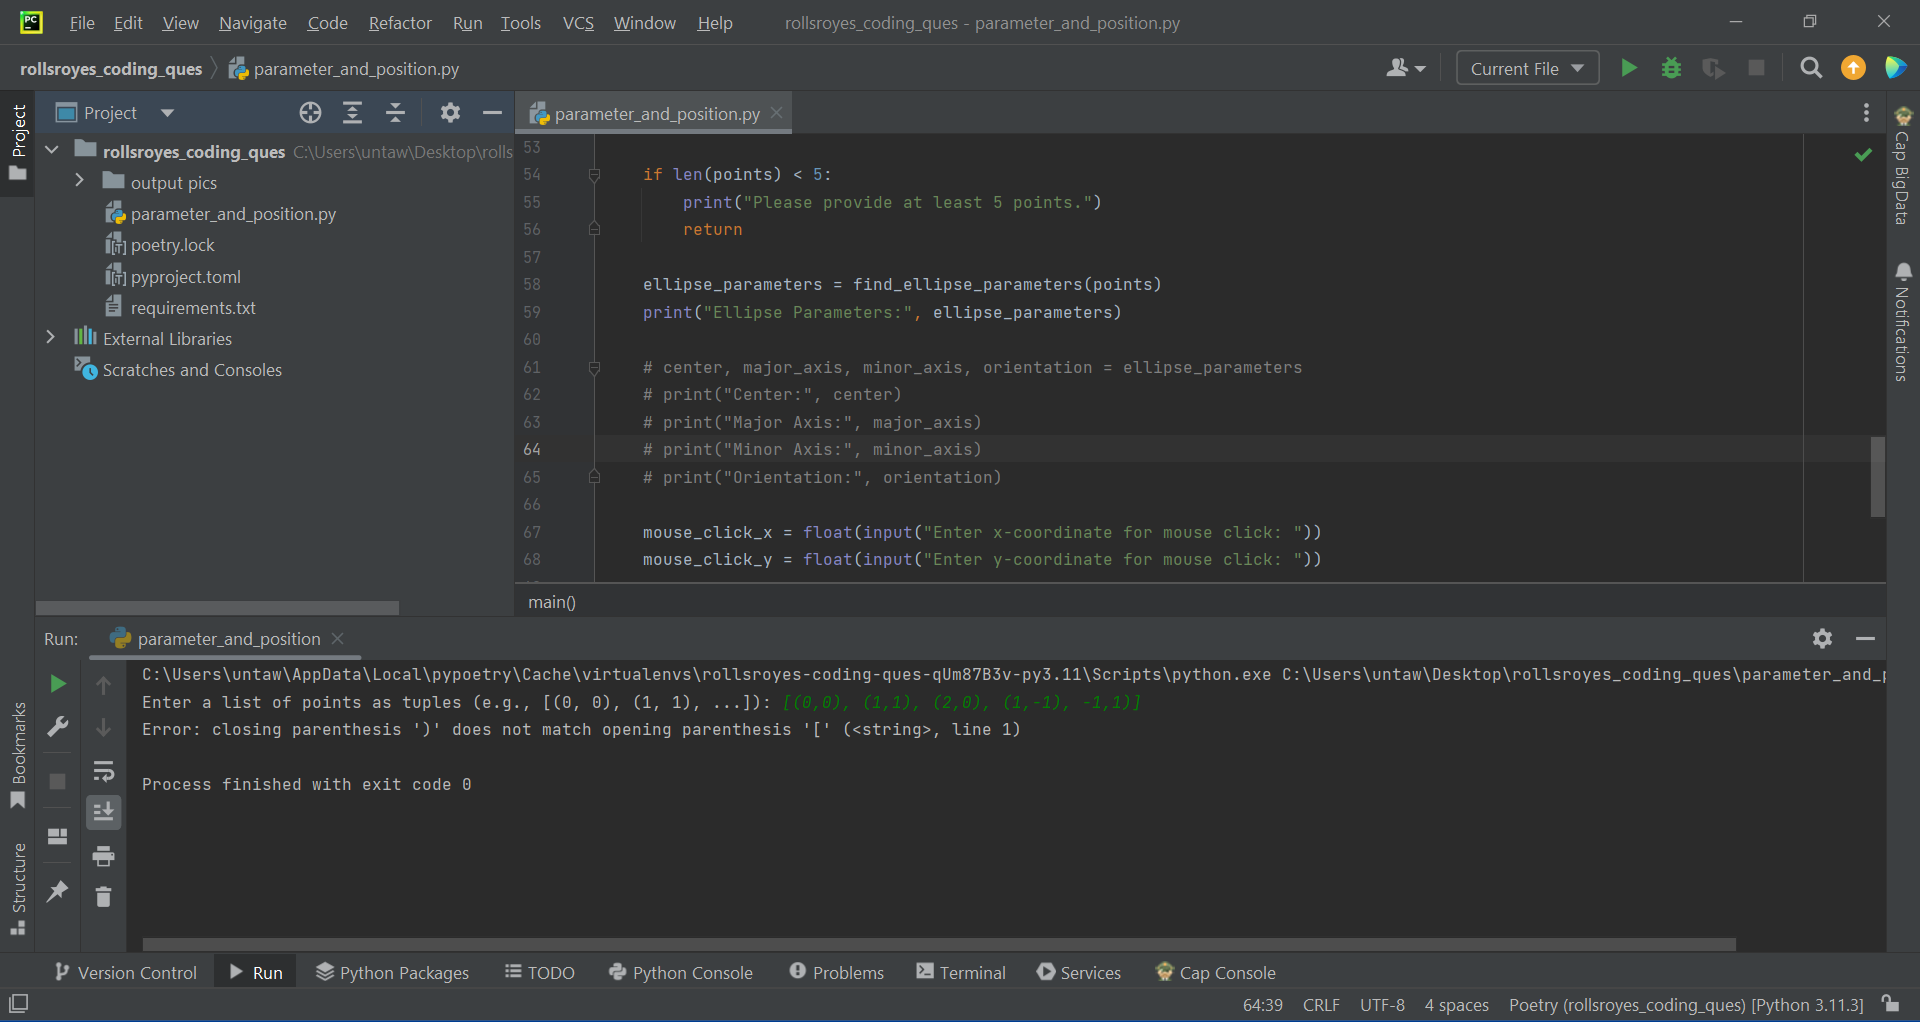 File Edit View Navigate Code Refactor Run Tools VCS Window Help rollsroyes_coding_ques - parameter_and_position.py
rollsroyes_coding_ques parameter_and_position.py Current File
Project
Project
parameter_and_position.py
rollsroyes_coding_ques C:\Users\untaw\Desktop\rolls
output pics
parameter_and_position.py
poetry.lock
pyproject.toml
requirements.txt
External Libraries
Scratches and Consoles
53
54 if len(points) < 5:
55 print("Please provide at least 5 points.")
56 return
57
58 ellipse_parameters = find_ellipse_parameters(points)
59 print("Ellipse Parameters:", ellipse_parameters)
60
61 # center, major_axis, minor_axis, orientation = ellipse_parameters
62 # print("Center:", center)
63 # print("Major Axis:", major_axis)
64 # print("Minor Axis:", minor_axis)
65 # print("Orientation:", orientation)
66
67 mouse_click_x = float(input("Enter x-coordinate for mouse click: "))
68 mouse_click_y = float(input("Enter y-coordinate for mouse click: "))
main()
Cap BigData
Notifications
Run: parameter_and_position
C:\Users\untaw\AppData\Local\pypoetry\Cache\virtualenvs\rollsroyes-coding-ques-qUm87B3v-py3.11\Scripts\python.exe C:\Users\untaw\Desktop\rollsroyes_coding_ques\parameter_and_p
Enter a list of points as tuples (e.g., [(0, 0), (1, 1), ...]): [(0,0), (1,1), (2,0), (1,-1), -1,1)]
Error: closing parenthesis ')' does not match opening parenthesis '[' (<string>, line 1)
Process finished with exit code 0
Bookmarks
Structure
Version Control Run Python Packages TODO Python Console Problems Terminal Services Cap Console
64:39 CRLF UTF-8 4 spaces Poetry (rollsroyes_coding_ques) [Python 3.11.3]